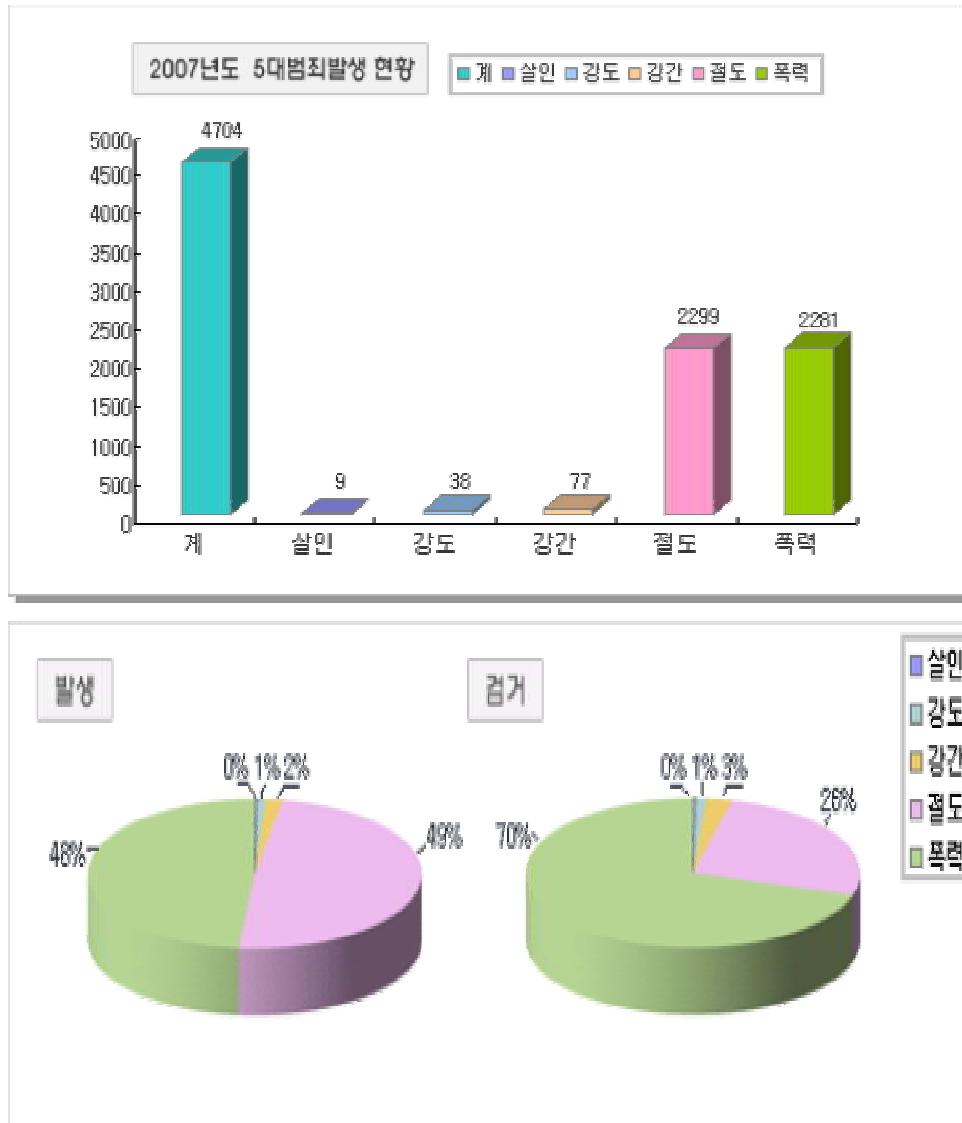 2007년도 5대범죄발생 현황
계 살인 강도 강간 절도 폭력
4704
5000
4500
4000
3500
3000
2500
2000
1500
1000
500
0
2299
2281
9
38
77
계 살인 강도 강간 절도 폭력
발생
검거
살인
강도
강간
절도
폭력
0% 1% 2%
49%
48%
0% 1% 3%
26%
70%